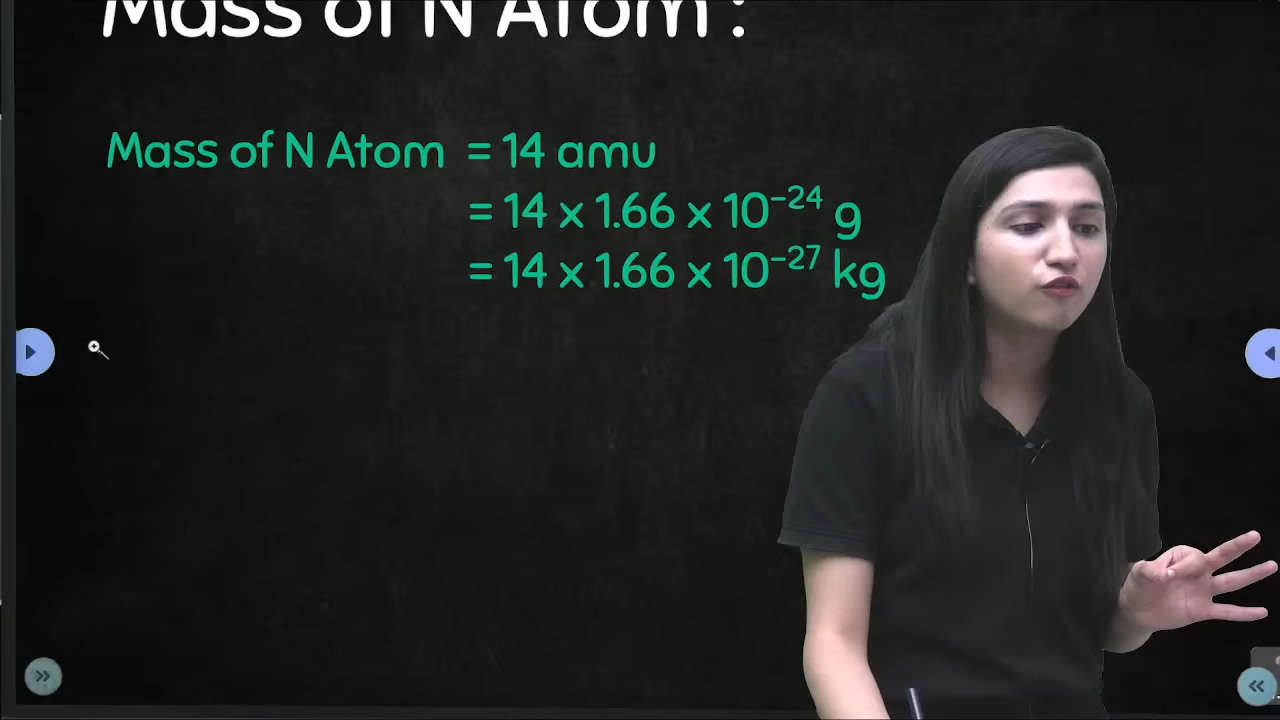 Mass of N Atom :
Mass of N Atom = 14 amu
= 14 x 1.66 x 10⁻²⁴ g
= 14 x 1.66 x 10⁻²⁷ kg